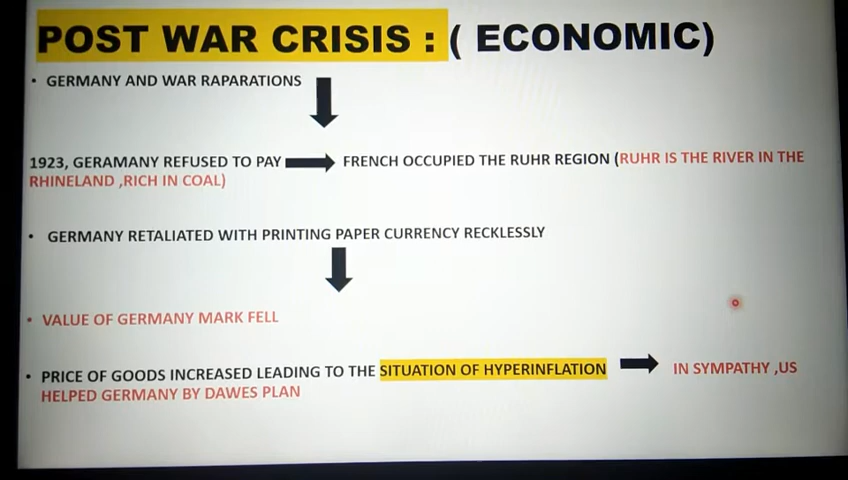 POST WAR CRISIS : ( ECONOMIC)
• GERMANY AND WAR RAPARATIONS
1923, GERAMANY REFUSED TO PAY FRENCH OCCUPIED THE RUHR REGION (RUHR IS THE RIVER IN THE
RHINELAND ,RICH IN COAL)
• GERMANY RETALIATED WITH PRINTING PAPER CURRENCY RECKLESSLY
• VALUE OF GERMANY MARK FELL
• PRICE OF GOODS INCREASED LEADING TO THE SITUATION OF HYPERINFLATION IN SYMPATHY ,US
HELPED GERMANY BY DAWES PLAN